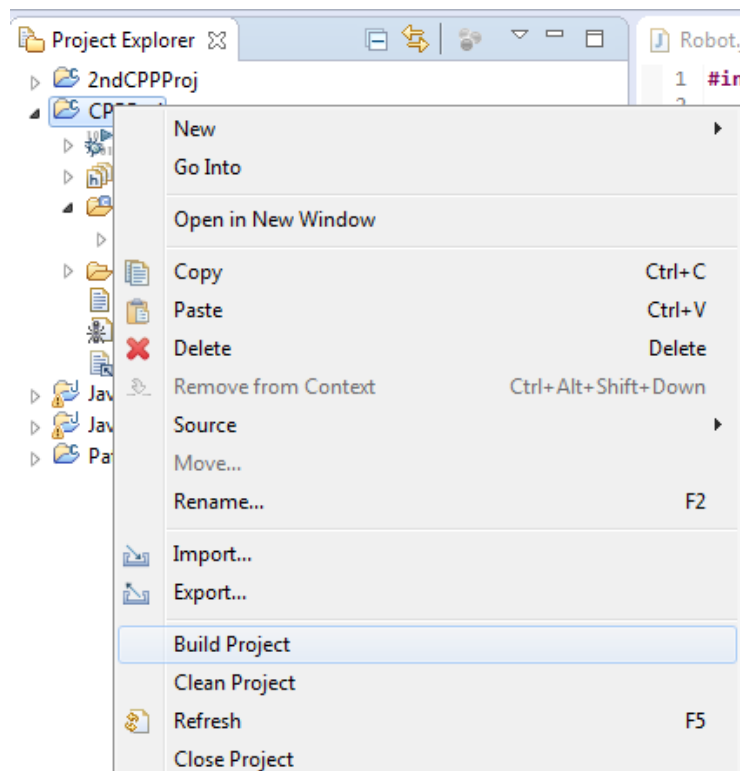 Project Explorer
Robot.
2ndCPPProj
1 #in
2
CPPProj
New
Go Into
Open in New Window
Copy Ctrl+C
Paste Ctrl+V
Delete Delete
Jav Remove from Context Ctrl+Alt+Shift+Down
Jav Source
Pa Move...
Rename... F2
Import...
Export...
Build Project
Clean Project
Refresh F5
Close Project